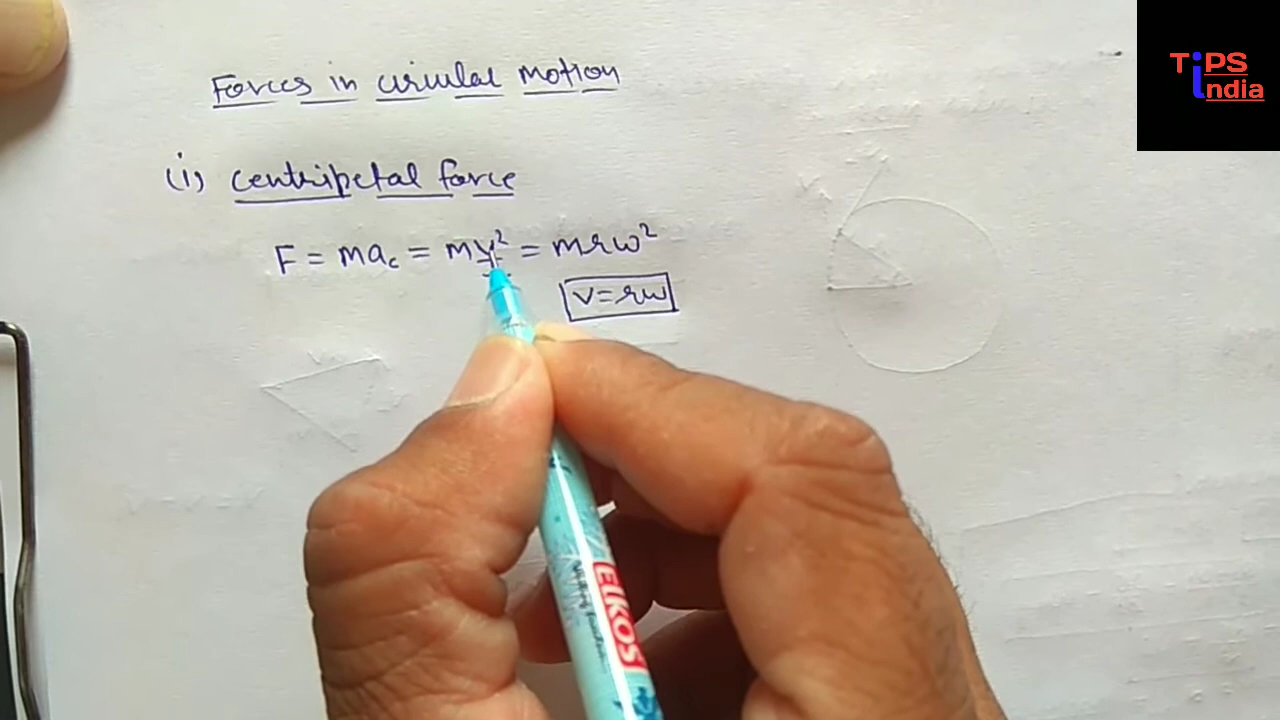 TiPS
india
Forces in circular motion
(i) centripetal force
F = mac = mv² = mrω²
v=rω
ELKOS